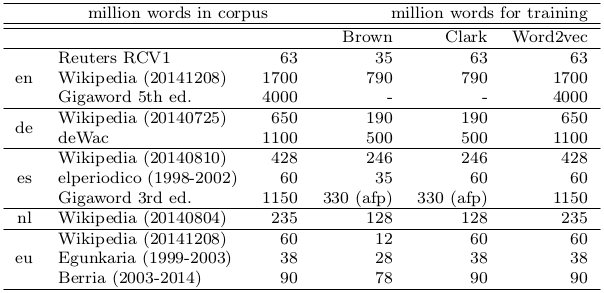 million words in corpus million words for training
Brown Clark Word2vec
Reuters RCV1 63 35 63 63
en Wikipedia (20141208) 1700 790 790 1700
Gigaword 5th ed. 4000 - - 4000
Wikipedia (20140725) 650 190 190 650
de
deWac 1100 500 500 1100
Wikipedia (20140810) 428 246 246 428
es elperiodico (1998-2002) 60 35 60 60
Gigaword 3rd ed. 1150 330 (afp) 330 (afp) 1150
nl Wikipedia (20140804) 235 128 128 235
Wikipedia (20141208) 60 12 60 60
eu Egunkaria (1999-2003) 38 28 38 38
Berria (2003-2014) 90 78 90 90